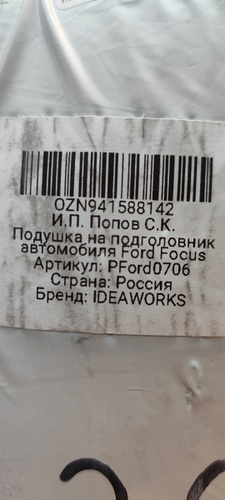 OZN941588142
И.П. Попов С.К.
Подушка на подголовник
автомобиля Ford Focus
Артикул: PFord0706
Страна: Россия
Бренд: IDEAWORKS